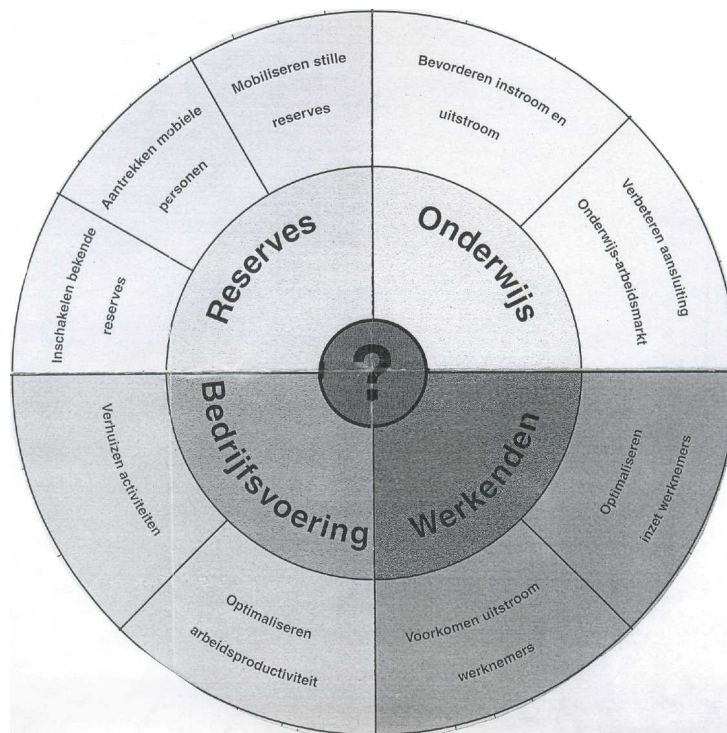 Mobiliseren stille
reserves
Bevorderen instroom en
uitstroom
Aantrekken mobiele
personen
Verbeteren aansluiting
Onderwijs-arbeidsmarkt
Inschakelen bekende
reserves
Reserves
Onderwijs
?
Bedrijfsvoering
Werkenden
Verhuizen activiteiten
Optimaliseren
inzet werknemers
Optimaliseren
arbeidsproductiviteit
Voorkomen uitstroom
werknemers